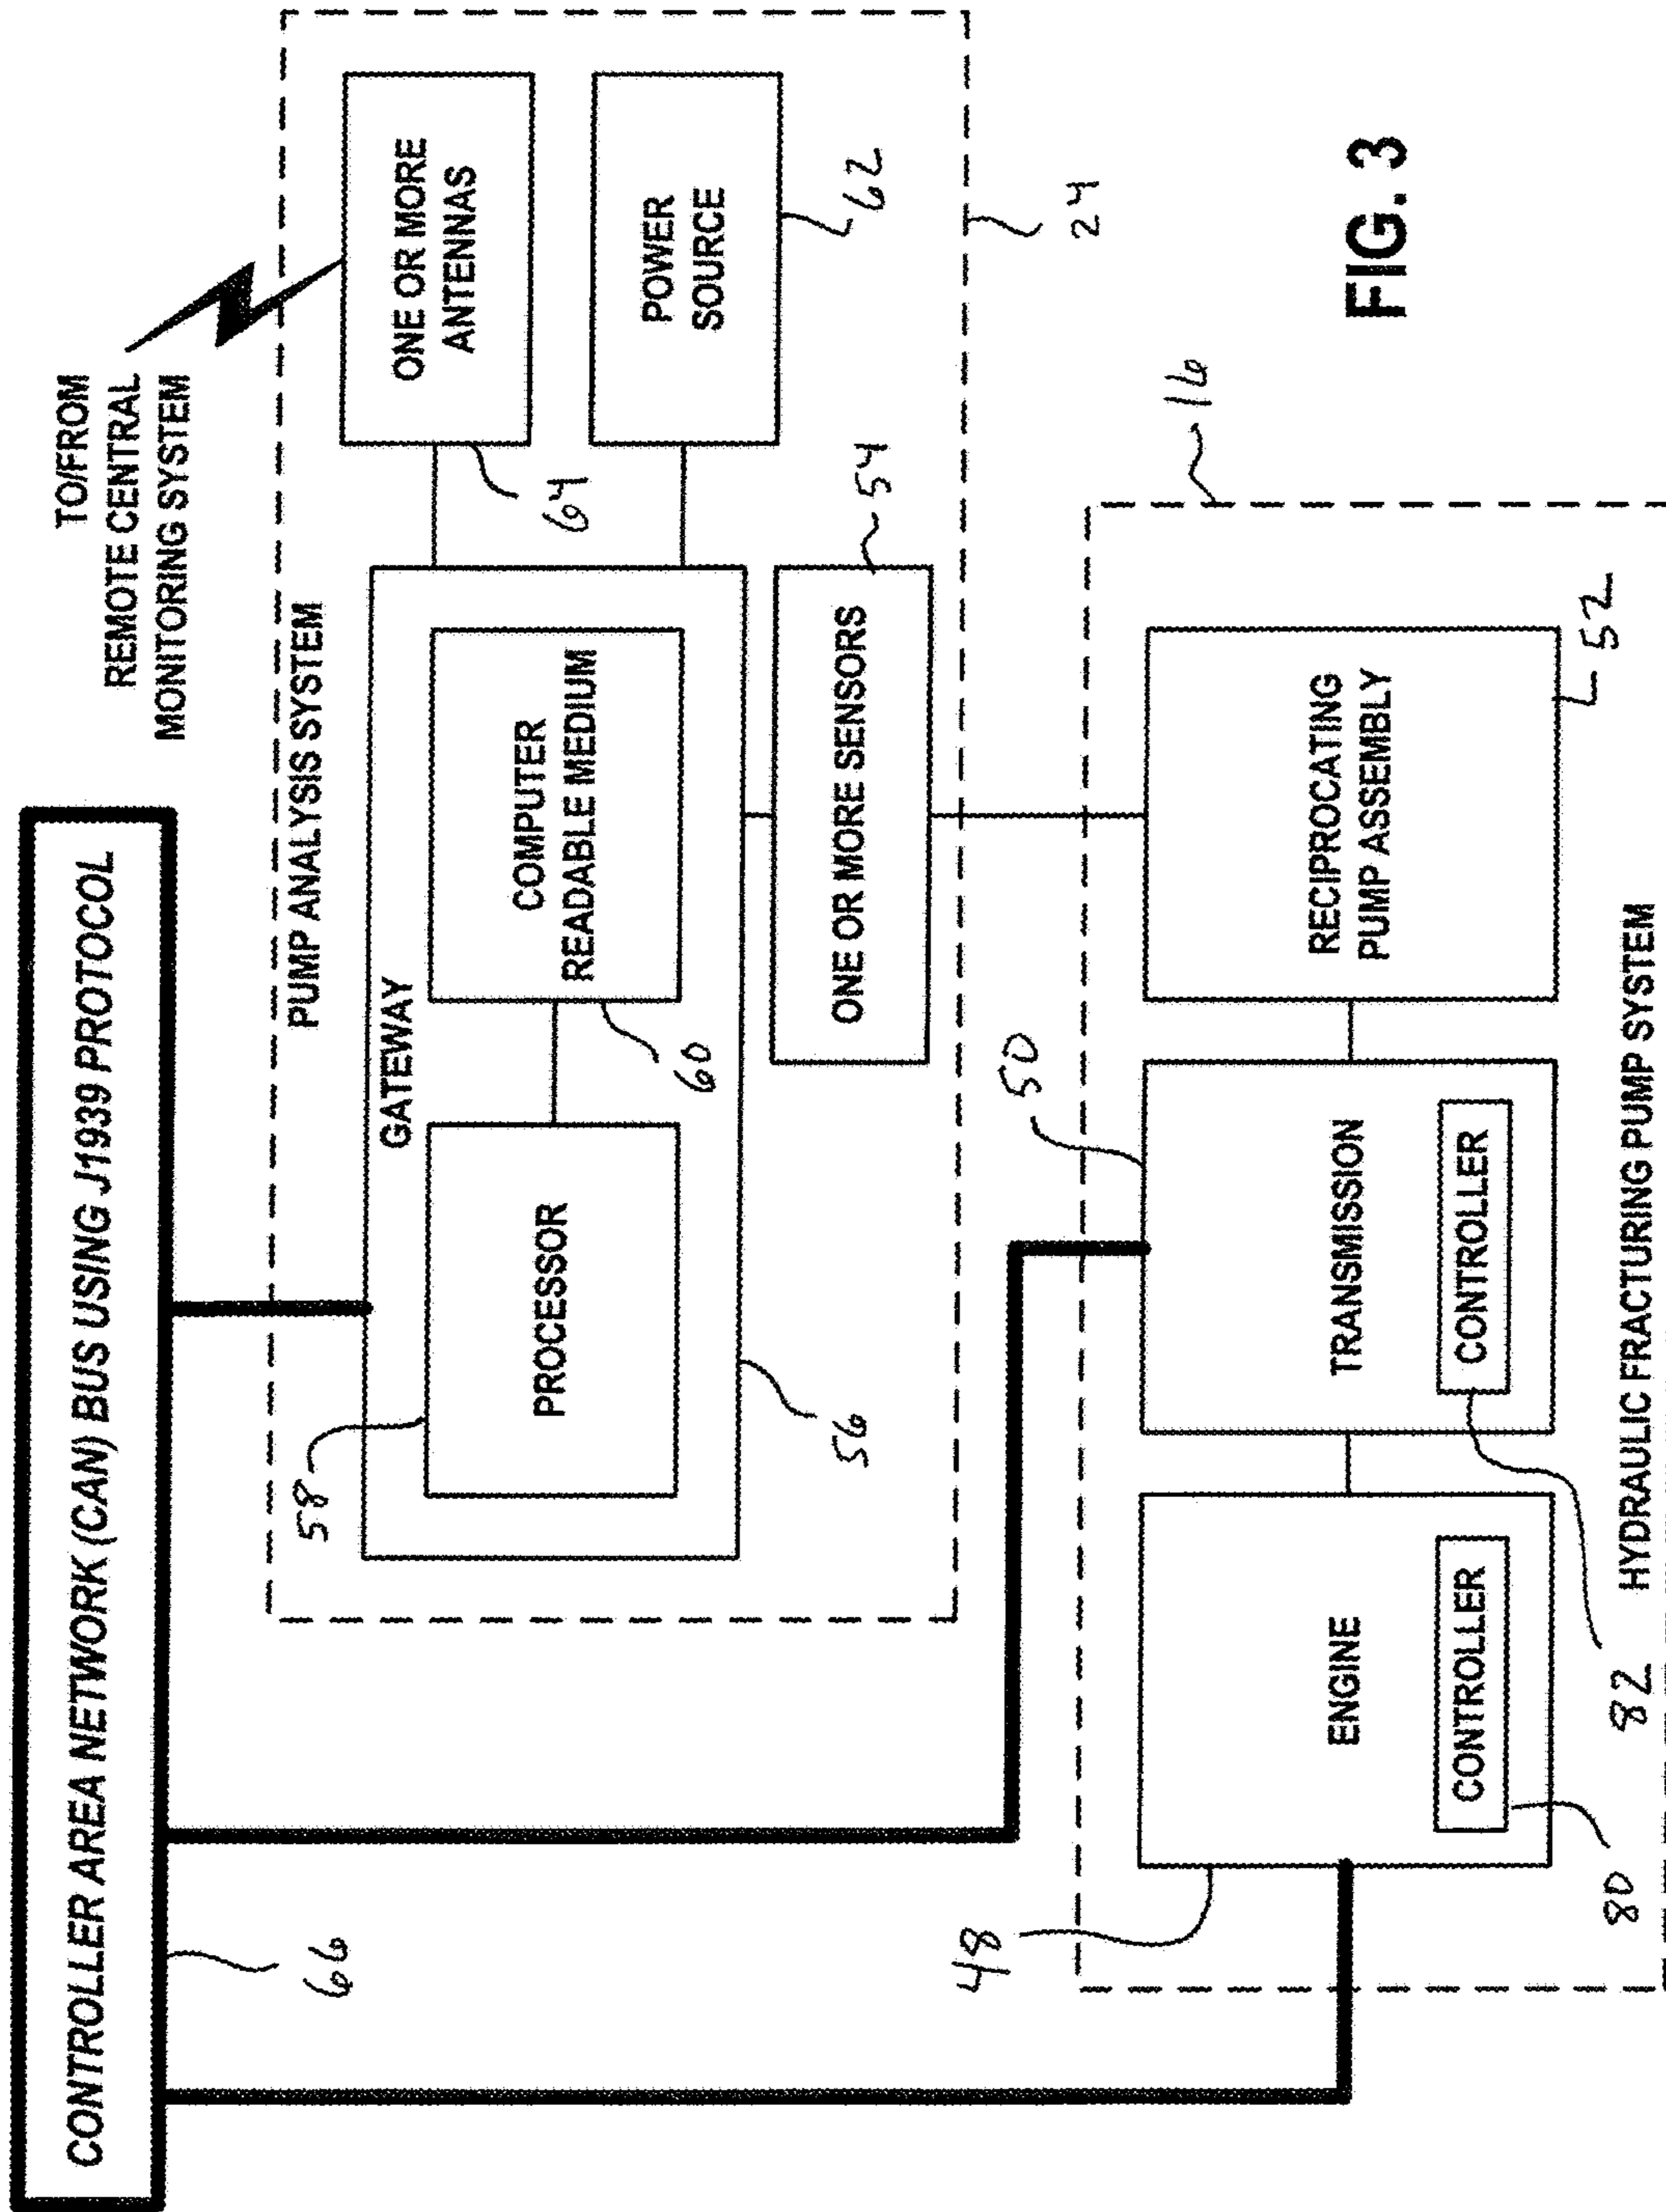 CONTROLLER AREA NETWORK (CAN) BUS USING J1939 PROTOCOL
66
TO/FROM
REMOTE CENTRAL
MONITORING SYSTEM
PUMP ANALYSIS SYSTEM
GATEWAY
58
PROCESSOR
COMPUTER
READABLE MEDIUM
60
56
ONE OR MORE
ANTENNAS
64
POWER
SOURCE
62
ONE OR MORE SENSORS
54
24
48
ENGINE
CONTROLLER
80
50
TRANSMISSION
CONTROLLER
82
RECIPROCATING
PUMP ASSEMBLY
52
16
HYDRAULIC FRACTURING PUMP SYSTEM
FIG. 3